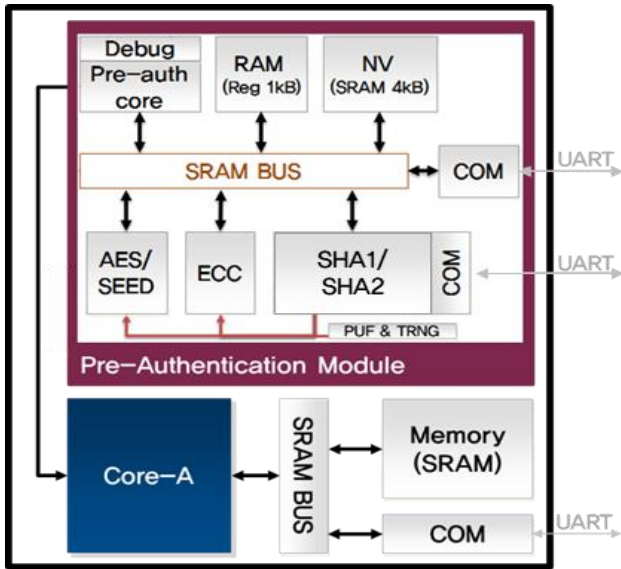 Debug
Pre-auth
core
RAM
(Reg 1kB)
NV
(SRAM 4kB)
SRAM BUS
COM
UART
AES/
SEED
ECC
SHA1/
SHA2
COM
UART
PUF & TRNG
Pre-Authentication Module
Core-A
SRAM BUS
Memory
(SRAM)
COM
UART